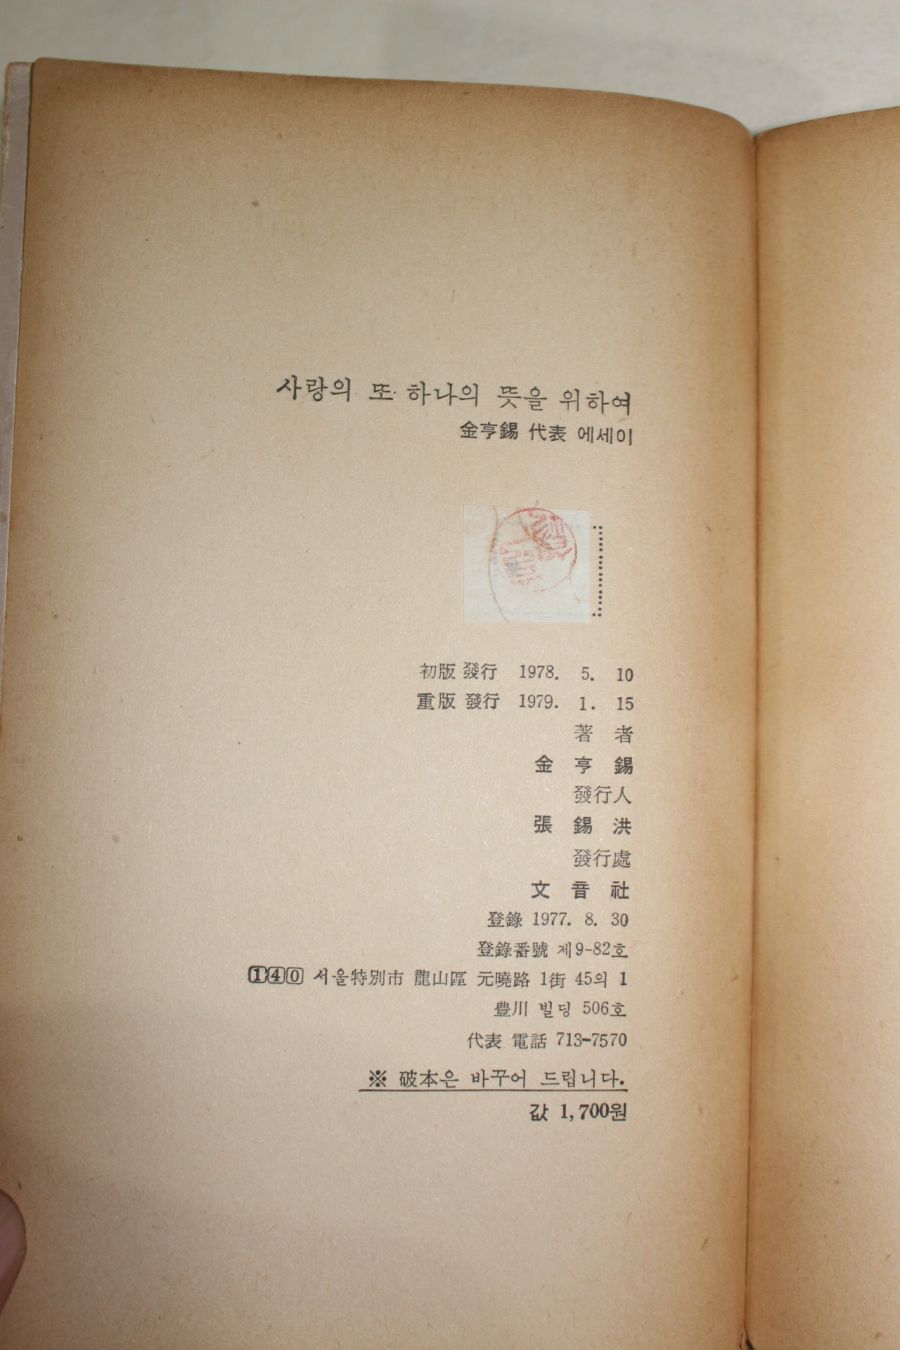 사랑의 또 하나의 뜻을 위하여
金亨錫 代表 에세이
初版 發行 1978. 5. 10
重版 發行 1979. 1. 15
著 者
金 亨 錫
發行人
張 錫 洪
發行處
文 音 社
登錄 1977. 8. 30
登錄番號 제9-82호
140 서울特別市 龍山區 元曉路 1街 45의 1
豊川 빌딩 506호
代表 電話 713-7570
※ 破本은 바꾸어 드립니다.
값 1,700원